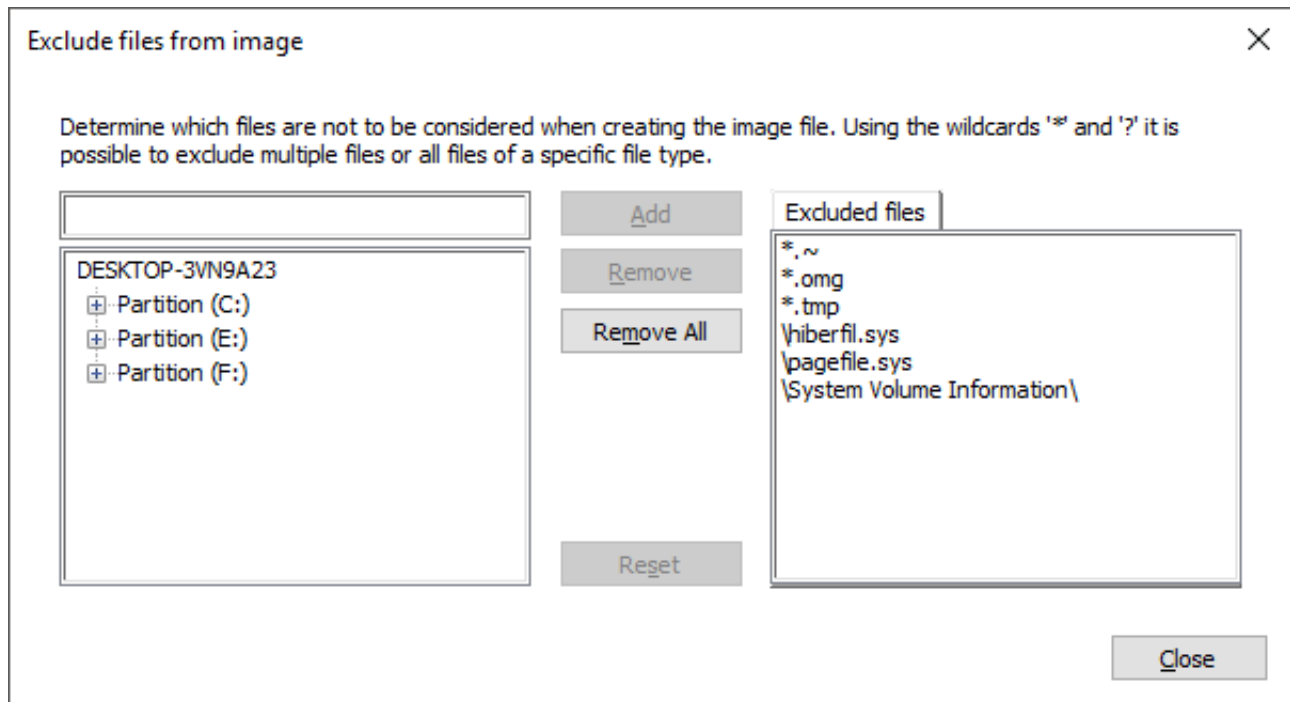 Exclude files from image
Determine which files are not to be considered when creating the image file. Using the wildcards '*' and '?' it is
possible to exclude multiple files or all files of a specific file type.
Add
Remove
Remove All
Reset
DESKTOP-3VN9A23
Partition (C:)
Partition (E:)
Partition (F:)
Excluded files
*.~
*.omg
*.tmp
\hiberfil.sys
\pagefile.sys
\System Volume Information\
Close